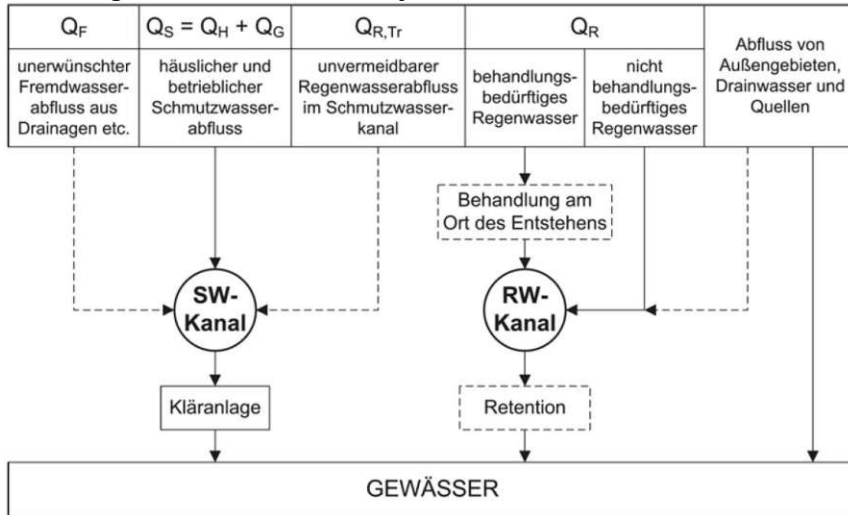 Q_F
Q_S = Q_H + Q_G
Q_R,Tr
Q_R
Abfluss von
Außengebieten,
Drainwasser und
Quellen
unerwünschter
Fremdwasser-
abfluss aus
Drainagen etc.
häuslicher und
betrieblicher
Schmutzwasser-
abfluss
unvermeidbarer
Regenwasserabfluss
im Schmutzwasser-
kanal
behandlungs-
bedürftiges
Regenwasser
nicht
behandlungs-
bedürftiges
Regenwasser
Behandlung am
Ort des Entstehens
SW-
Kanal
RW-
Kanal
Kläranlage
Retention
GEWÄSSER